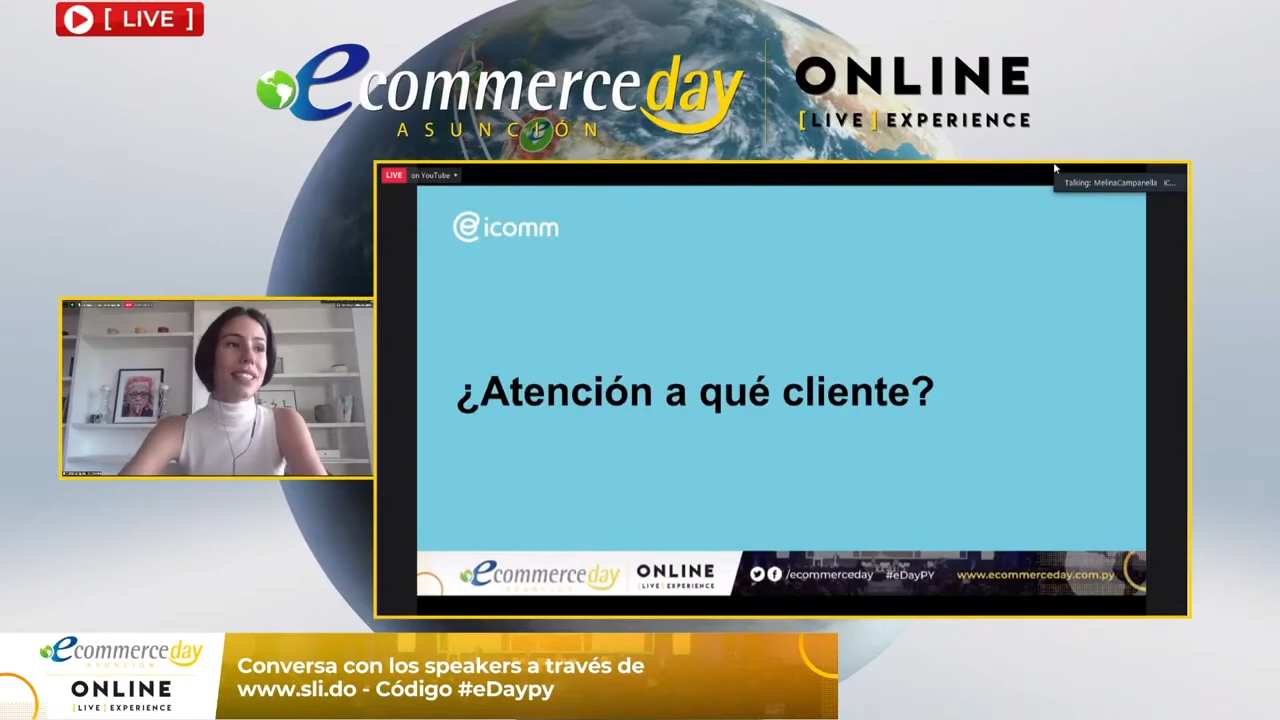 [ LIVE ]
ecommerceday
ASUNCIÓN
ONLINE
[LIVE] EXPERIENCE
LIVE on YouTube
Talking: MelinaCampanella IC...
icomm
¿Atención a qué cliente?
ecommerceday
ONLINE
[LIVE] EXPERIENCE
/ecommerceday #eDayPY www.ecommerceday.com.py
ecommerceday
ASUNCIÓN
ONLINE
[LIVE] EXPERIENCE
Conversa con los speakers a través de
www.sli.do - Código #eDaypy